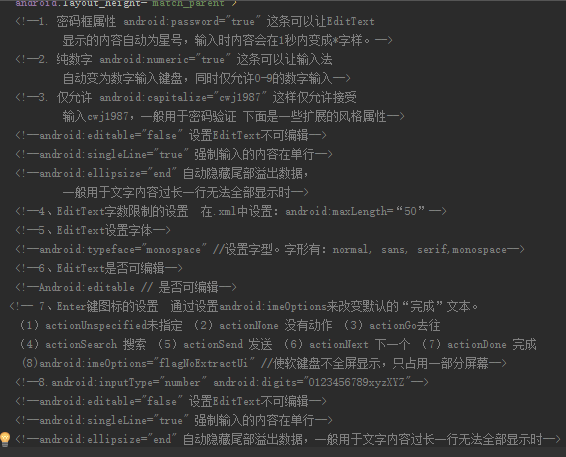 android:layout_height="match_parent">
<!--1. 密码框属性 android:password="true" 这条可以让EditText
显示的内容自动为星号，输入时内容会在1秒内变成*字样。-->
<!--2. 纯数字 android:numeric="true" 这条可以让输入法
自动变为数字输入键盘，同时仅允许0-9的数字输入-->
<!--3. 仅允许 android:capitalize="cwj1987" 这样仅允许接受
输入cwj1987，一般用于密码验证 下面是一些扩展的风格属性-->
<!--android:editable="false" 设置EditText不可编辑-->
<!--android:singleLine="true" 强制输入的内容在单行-->
<!--android:ellipsize="end" 自动隐藏尾部溢出数据，
一般用于文字内容过长一行无法全部显示时-->
<!--4、EditText字数限制的设置 在.xml中设置: android:maxLength=“50”-->
<!--5、EditText设置字体-->
<!--android:typeface="monospace" //设置字型。字形有: normal, sans, serif,monospace-->
<!--6、EditText是否可编辑-->
<!--Android:editable // 是否可编辑-->
<!-- 7、Enter键图标的设置 通过设置android:imeOptions来改变默认的“完成”文本。
(1) actionUnspecified未指定 (2) actionNone 没有动作 (3) actionGo去往
(4) actionSearch 搜索 (5) actionSend 发送 (6) actionNext 下一个 (7) actionDone 完成
(8)android:imeOptions="flagNoExtractUi" //使软键盘不全屏显示，只占用一部分屏幕-->
<!--8.android:inputType="number" android:digits="0123456789xyzXYZ"-->
<!--android:editable="false" 设置EditText不可编辑-->
<!--android:singleLine="true" 强制输入的内容在单行-->
<!--android:ellipsize="end" 自动隐藏尾部溢出数据，一般用于文字内容过长一行无法全部显示时-->